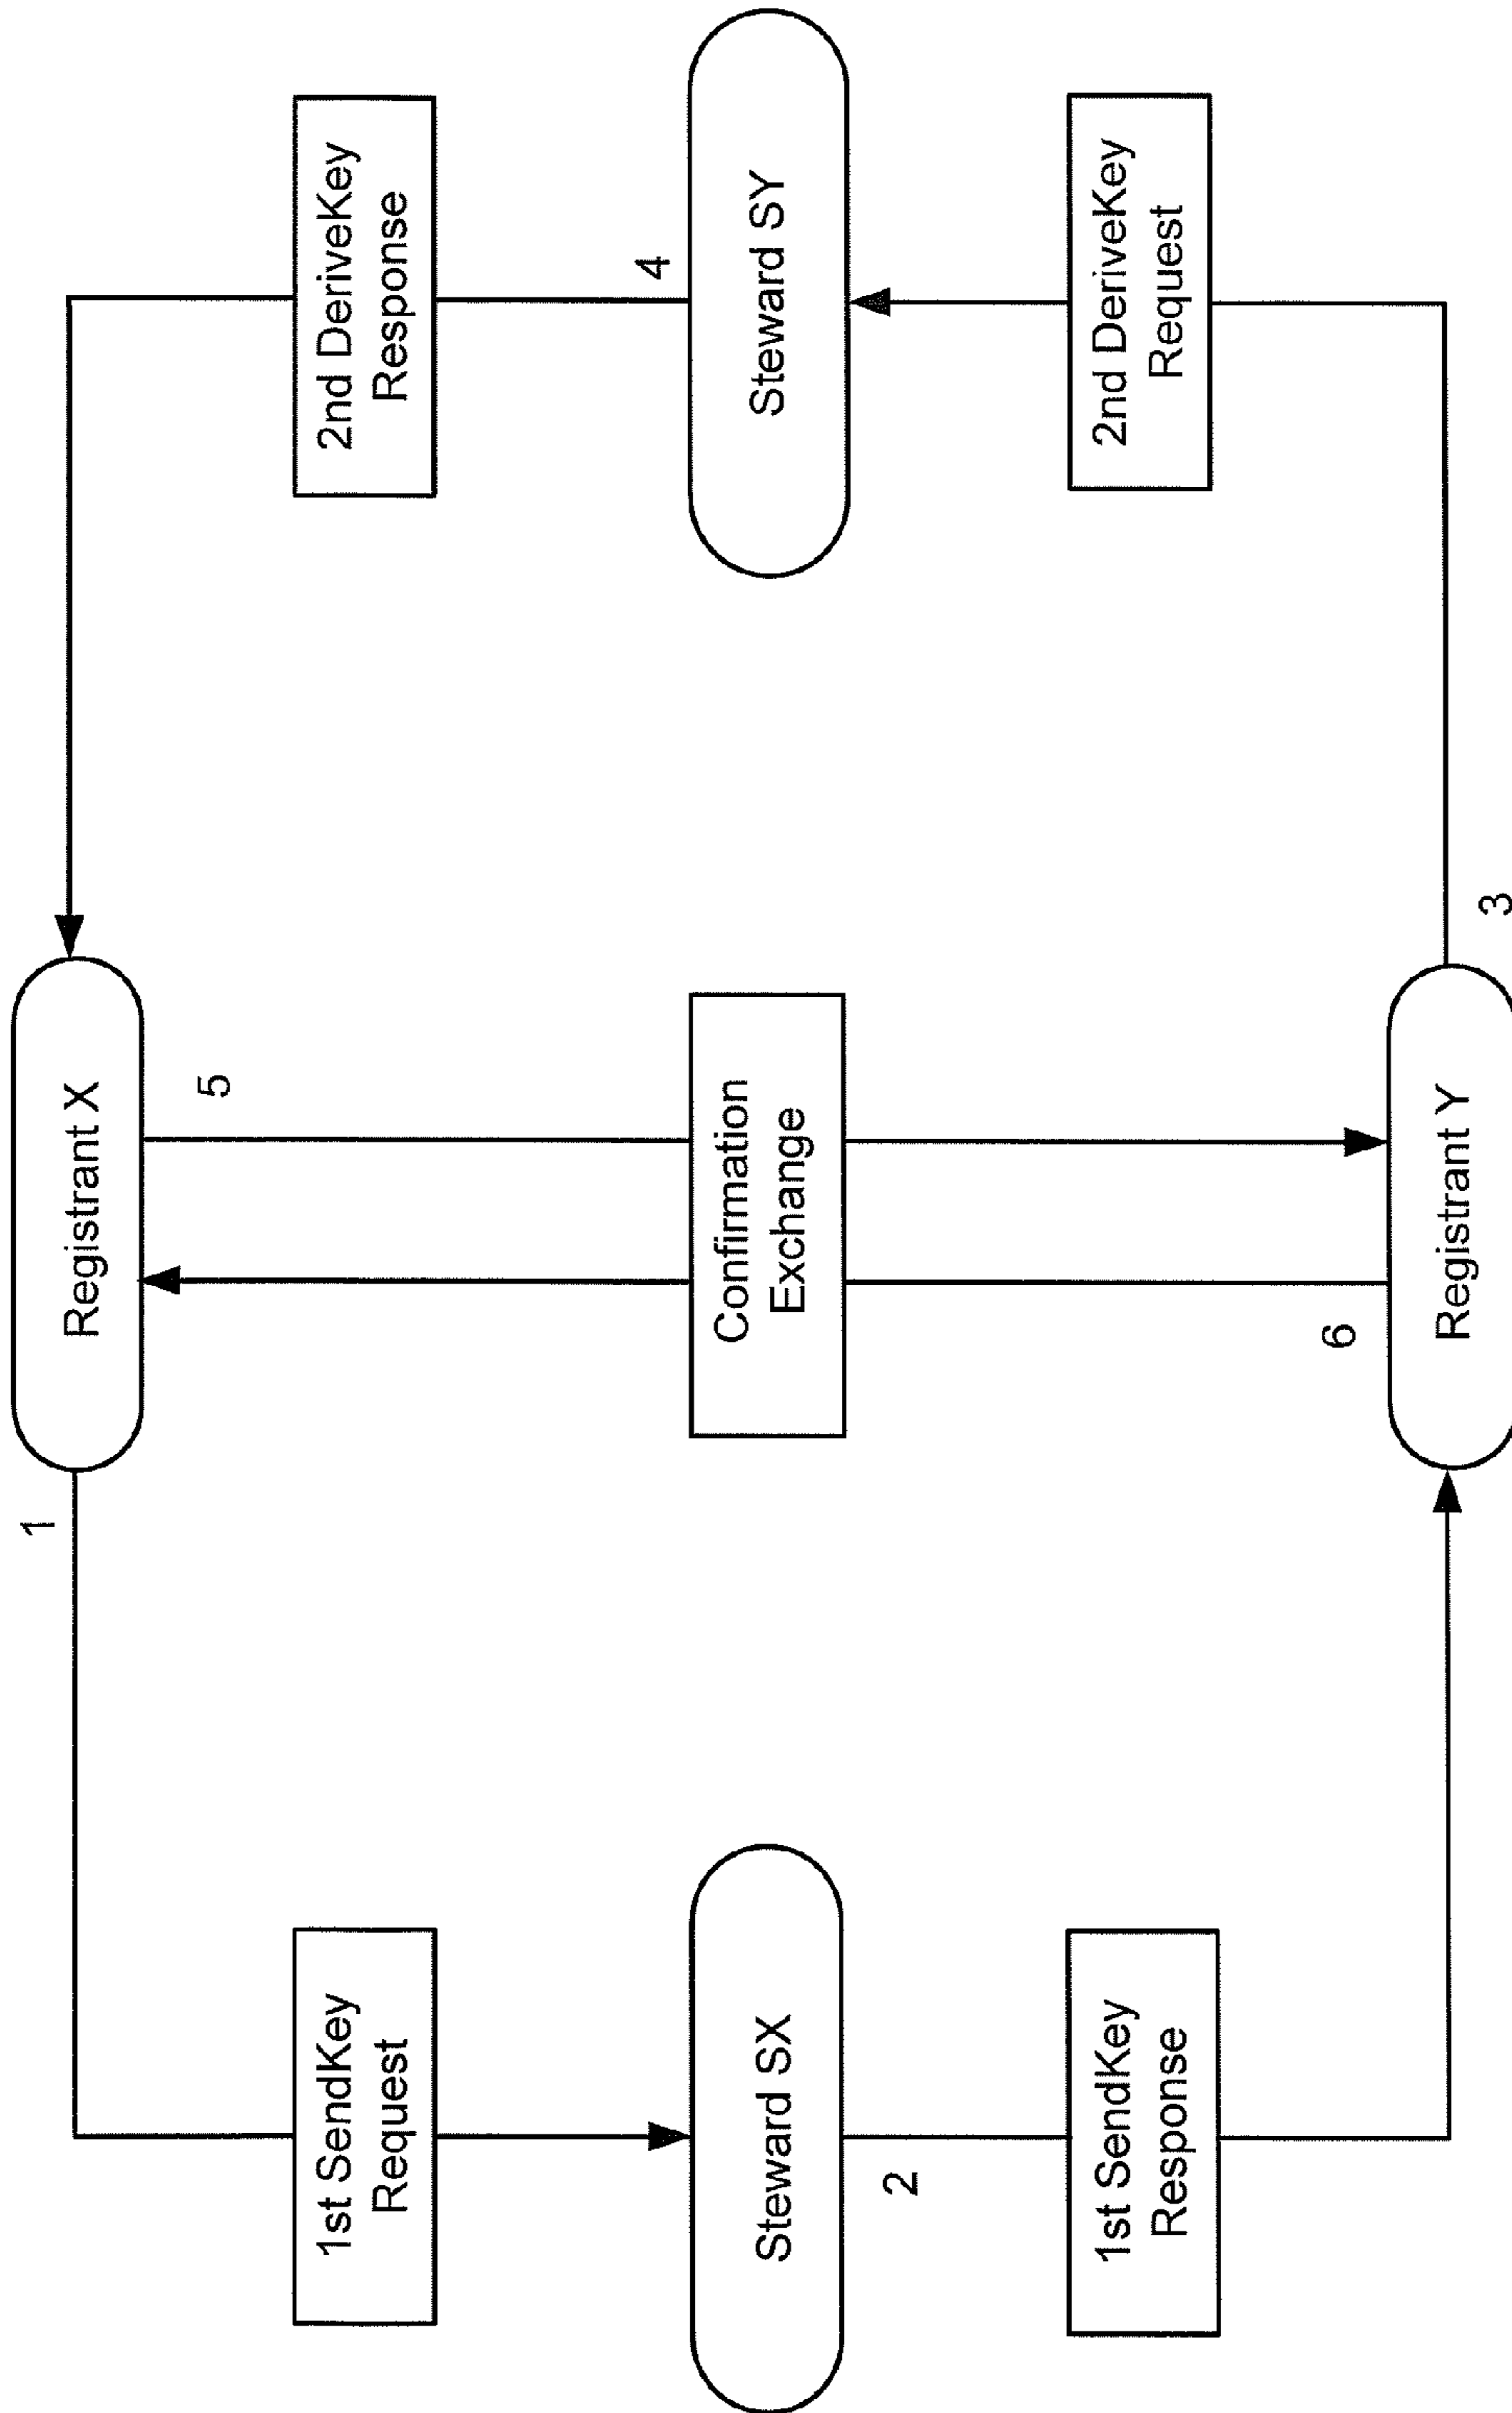 1
Registrant X
5
1st SendKey
Request
2nd DeriveKey
Response
Steward SX
2
Confirmation
Exchange
4
Steward SY
1st SendKey
Response
2nd DeriveKey
Request
6
Registrant Y
3